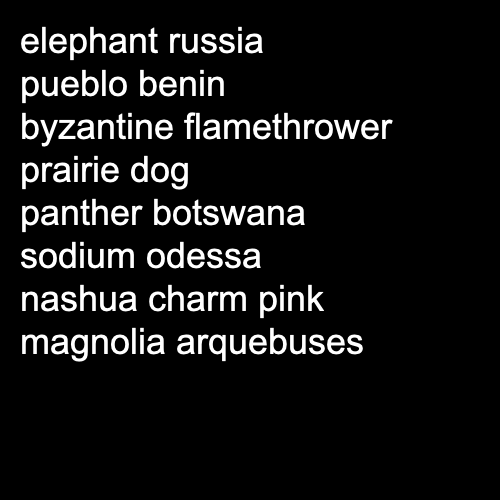 elephant russia
pueblo benin
byzantine flamethrower
prairie dog
panther botswana
sodium odessa
nashua charm pink
magnolia arquebuses